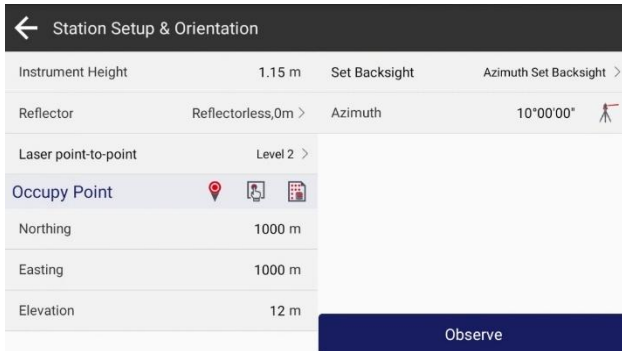 Station Setup & Orientation
Instrument Height 1.15 m
Reflector Reflectorless,0m >
Laser point-to-point Level 2 >
Occupy Point
Northing 1000 m
Easting 1000 m
Elevation 12 m
Set Backsight Azimuth Set Backsight >
Azimuth 10°00'00"
Observe